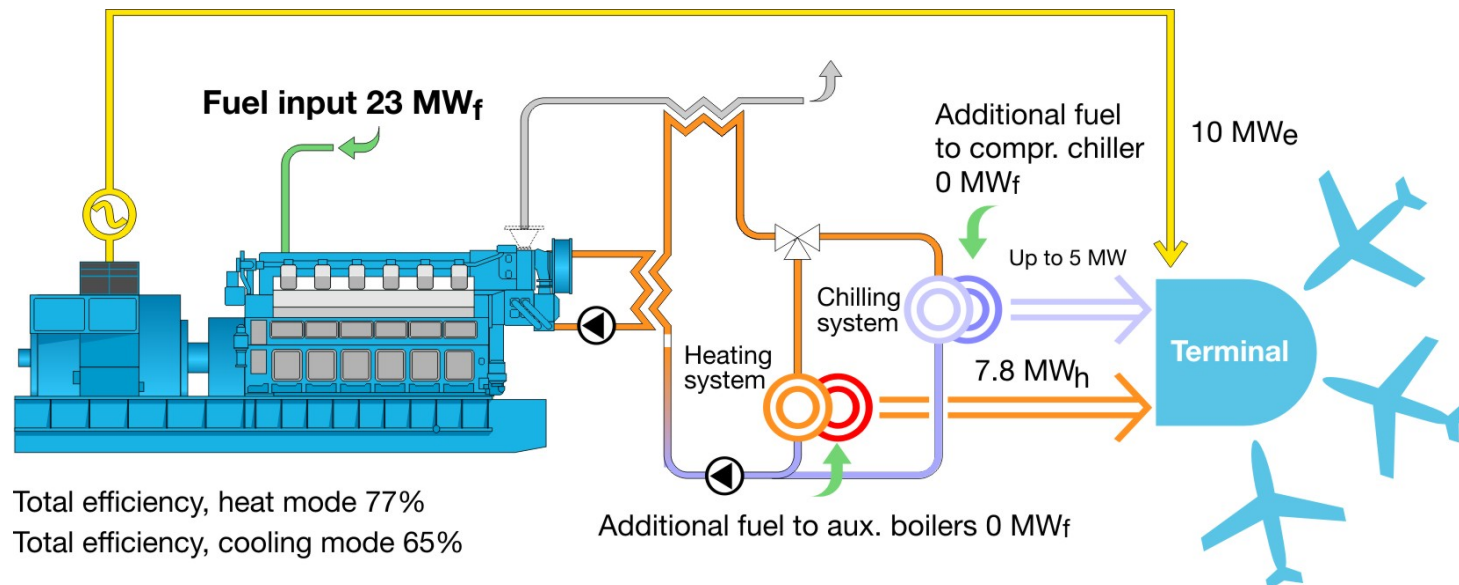 Fuel input 23 MWf
Additional fuel
to compr. chiller
0 MWf
10 MWe
Up to 5 MW
Chilling
system
Terminal
Heating
system
7.8 MWh
Total efficiency, heat mode 77%
Total efficiency, cooling mode 65%
Additional fuel to aux. boilers 0 MWf